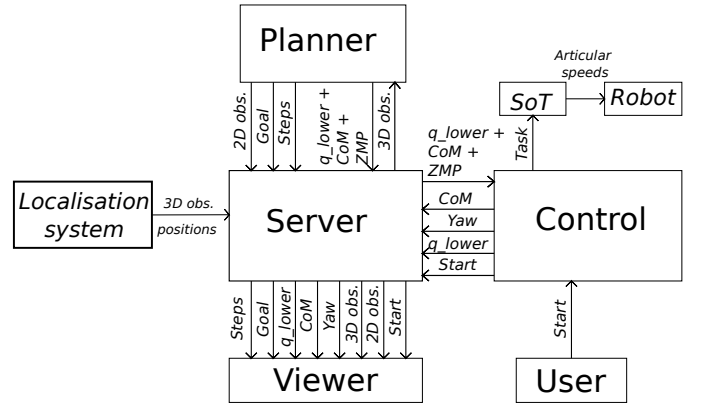 Planner
2D obs.
Goal
Steps
q_lower +
CoM +
ZMP
3D obs.
Articular
speeds
SoT
Robot
q_lower +
CoM +
ZMP
Task
Localisation
system
3D obs.
positions
Server
CoM
Yaw
q_lower
Start
Control
Steps
Goal
q_lower
CoM
Yaw
3D obs.
2D obs.
Start
Start
Viewer
User